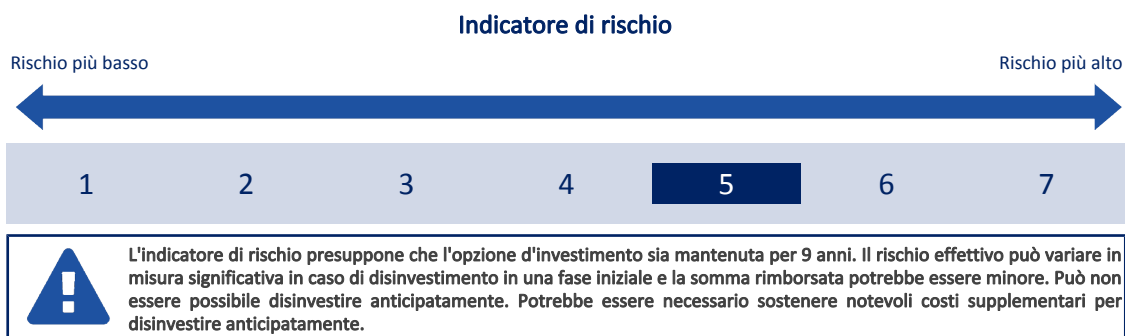 Indicatore di rischio
Rischio più basso
Rischio più alto
1 2 3 4 5 6 7
L'indicatore di rischio presuppone che l'opzione d'investimento sia mantenuta per 9 anni. Il rischio effettivo può variare in
misura significativa in caso di disinvestimento in una fase iniziale e la somma rimborsata potrebbe essere minore. Può non
essere possibile disinvestire anticipatamente. Potrebbe essere necessario sostenere notevoli costi supplementari per
disinvestire anticipatamente.